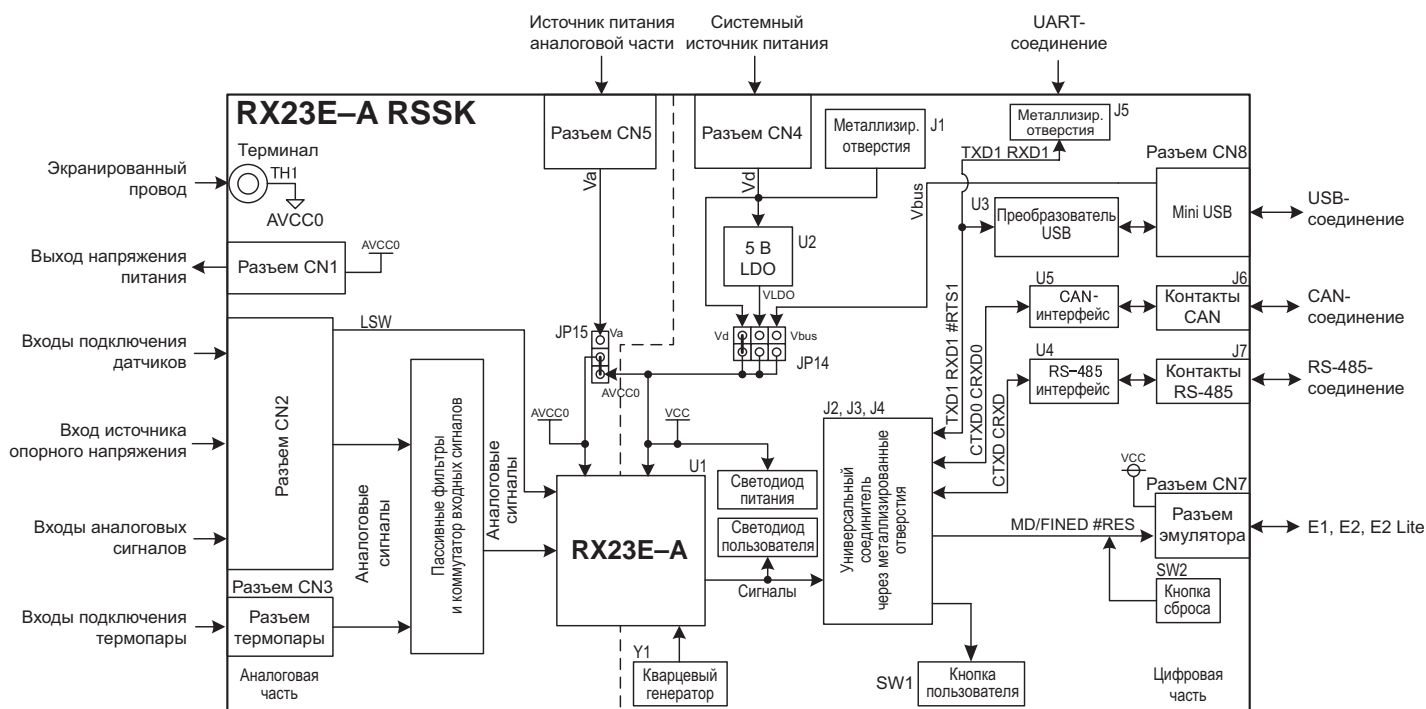 Источник питания
аналоговой части
Системный
источник питания
UART-
соединение
RX23E–A RSSK
Разъем CN5
Разъем CN4
Металлизир.
отверстия
J1
Металлизир.
отверстия
J5
Терминал
TH1
AVCC0
Экранированный
провод
Va
Vd
Vbus
TXD1 RXD1
Разъем CN8
Mini USB
USB-
соединение
U3
Преобразователь
USB
5 В
LDO
U2
VLDO
Выход напряжения
питания
Разъем CN1
AVCC0
U5
CAN-
интерфейс
J6
Контакты
CAN
CAN-
соединение
LSW
JP15
Va
Vd
Vbus
JP14
AVCC0
Входы подключения
датчиков
TXD1 RXD1 #RTS1
CTXD0 CRXD0
CTXD CRXD
U4
RS–485
интерфейс
J7
Контакты
RS-485
RS-485-
соединение
Разъем CN2
Пассивные фильтры
и коммутатор входных сигналов
Аналоговые
сигналы
Аналоговые
сигналы
AVCC0
VCC
J2, J3, J4
Универсальный
соединитель
через металлизированные
отверстия
Вход источника
опорного напряжения
U1
RX23E–A
Светодиод
питания
Светодиод
пользователя
Сигналы
VCC
Разъем CN7
Разъем
эмулятора
MD/FINED #RES
E1, E2, E2 Lite
Входы аналоговых
сигналов
SW2
Кнопка
сброса
Разъем CN3
Разъем
термопары
Входы подключения
термопары
Y1
Кварцевый
генератор
SW1
Кнопка
пользователя
Аналоговая
часть
Цифровая
часть